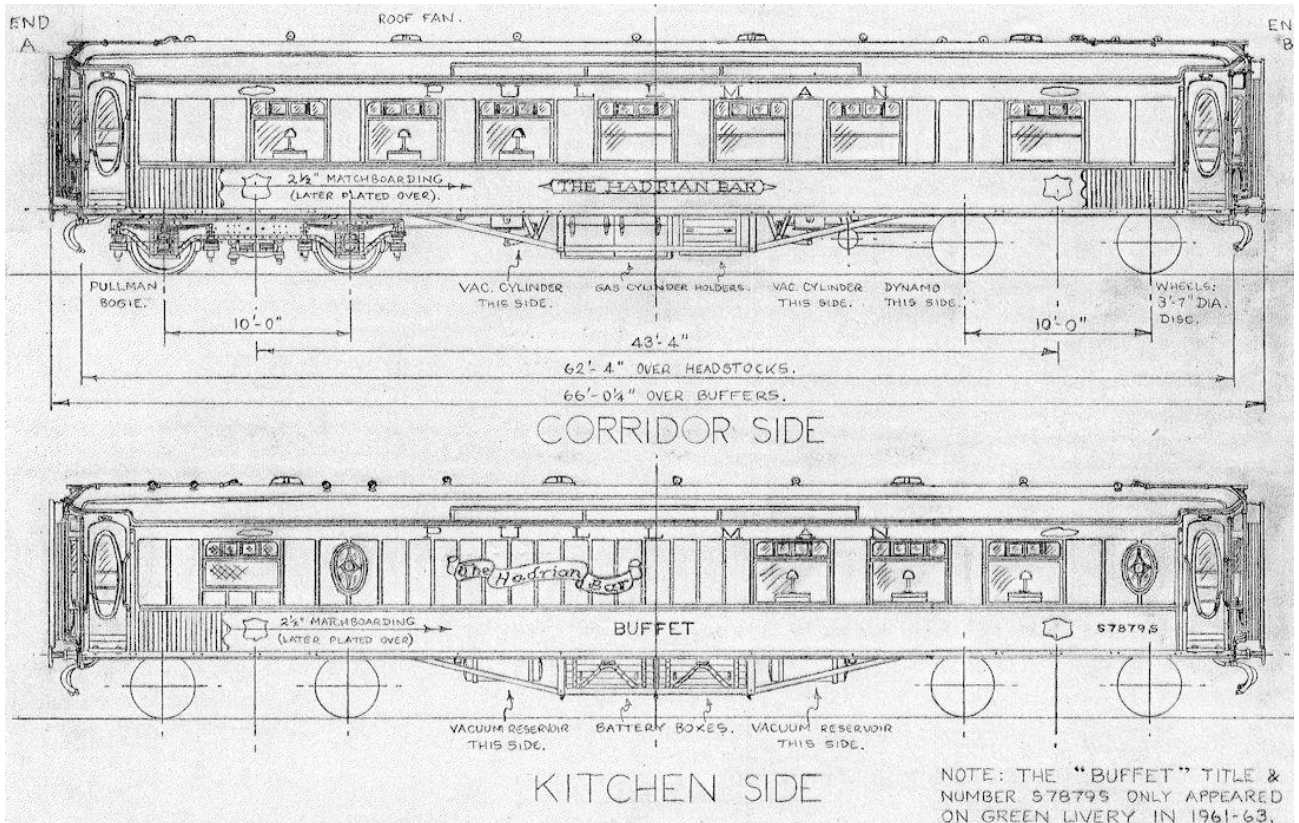 END
A
ROOF FAN.
EN
B
PULLMAN
2½" MATCHBOARDING
(LATER PLATED OVER).
THE HADRIAN BAR
PULLMAN
BOGIE.
VAC. CYLINDER
THIS SIDE.
GAS CYLINDER HOLDERS.
VAC. CYLINDER
THIS SIDE.
DYNAMO
THIS SIDE.
WHEELS:
3'-7" DIA.
DISC.
10'-0"
10'-0"
43'-4"
62'-4" OVER HEADSTOCKS.
66'-0¼" OVER BUFFERS.
CORRIDOR SIDE
PULLMAN
The Hadrian Bar
2½" MATCHBOARDING
(LATER PLATED OVER)
BUFFET
S7879S
VACUUM RESERVOIR
THIS SIDE.
BATTERY BOXES.
VACUUM RESERVOIR
THIS SIDE.
KITCHEN SIDE
NOTE: THE "BUFFET" TITLE &
NUMBER S7879S ONLY APPEARED
ON GREEN LIVERY IN 1961-63.